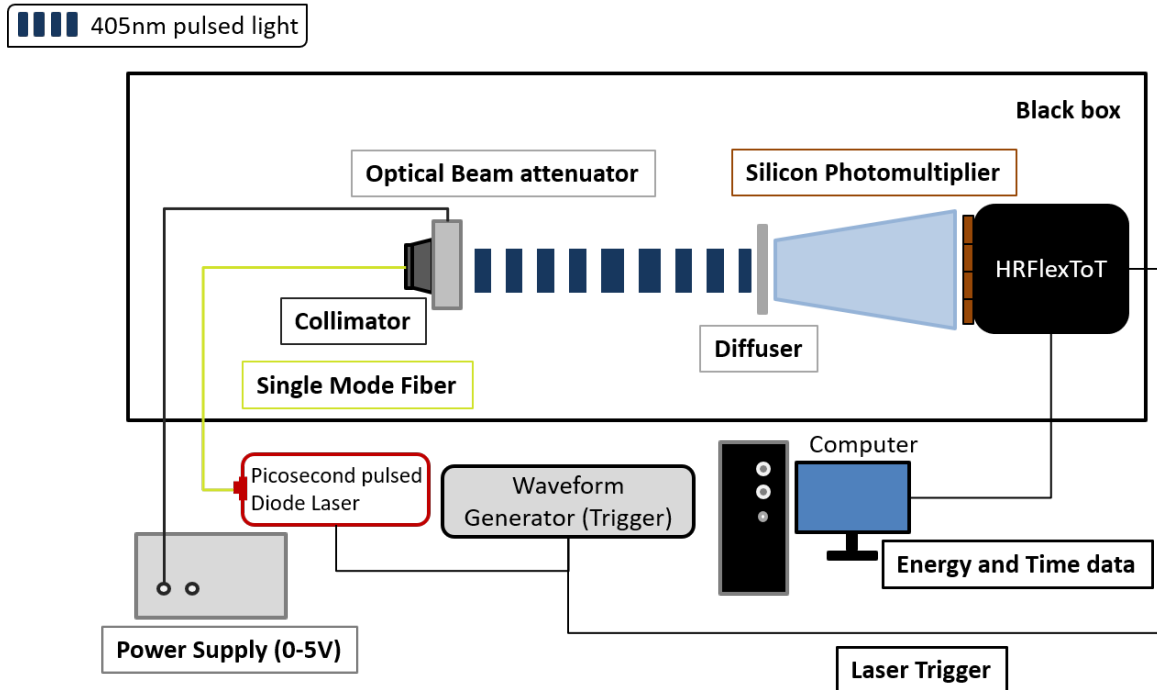 405nm pulsed light
Black box
Optical Beam attenuator
Silicon Photomultiplier
HRFlexToT
Collimator
Diffuser
Single Mode Fiber
Computer
Picosecond pulsed
Diode Laser
Waveform
Generator (Trigger)
Energy and Time data
Power Supply (0-5V)
Laser Trigger